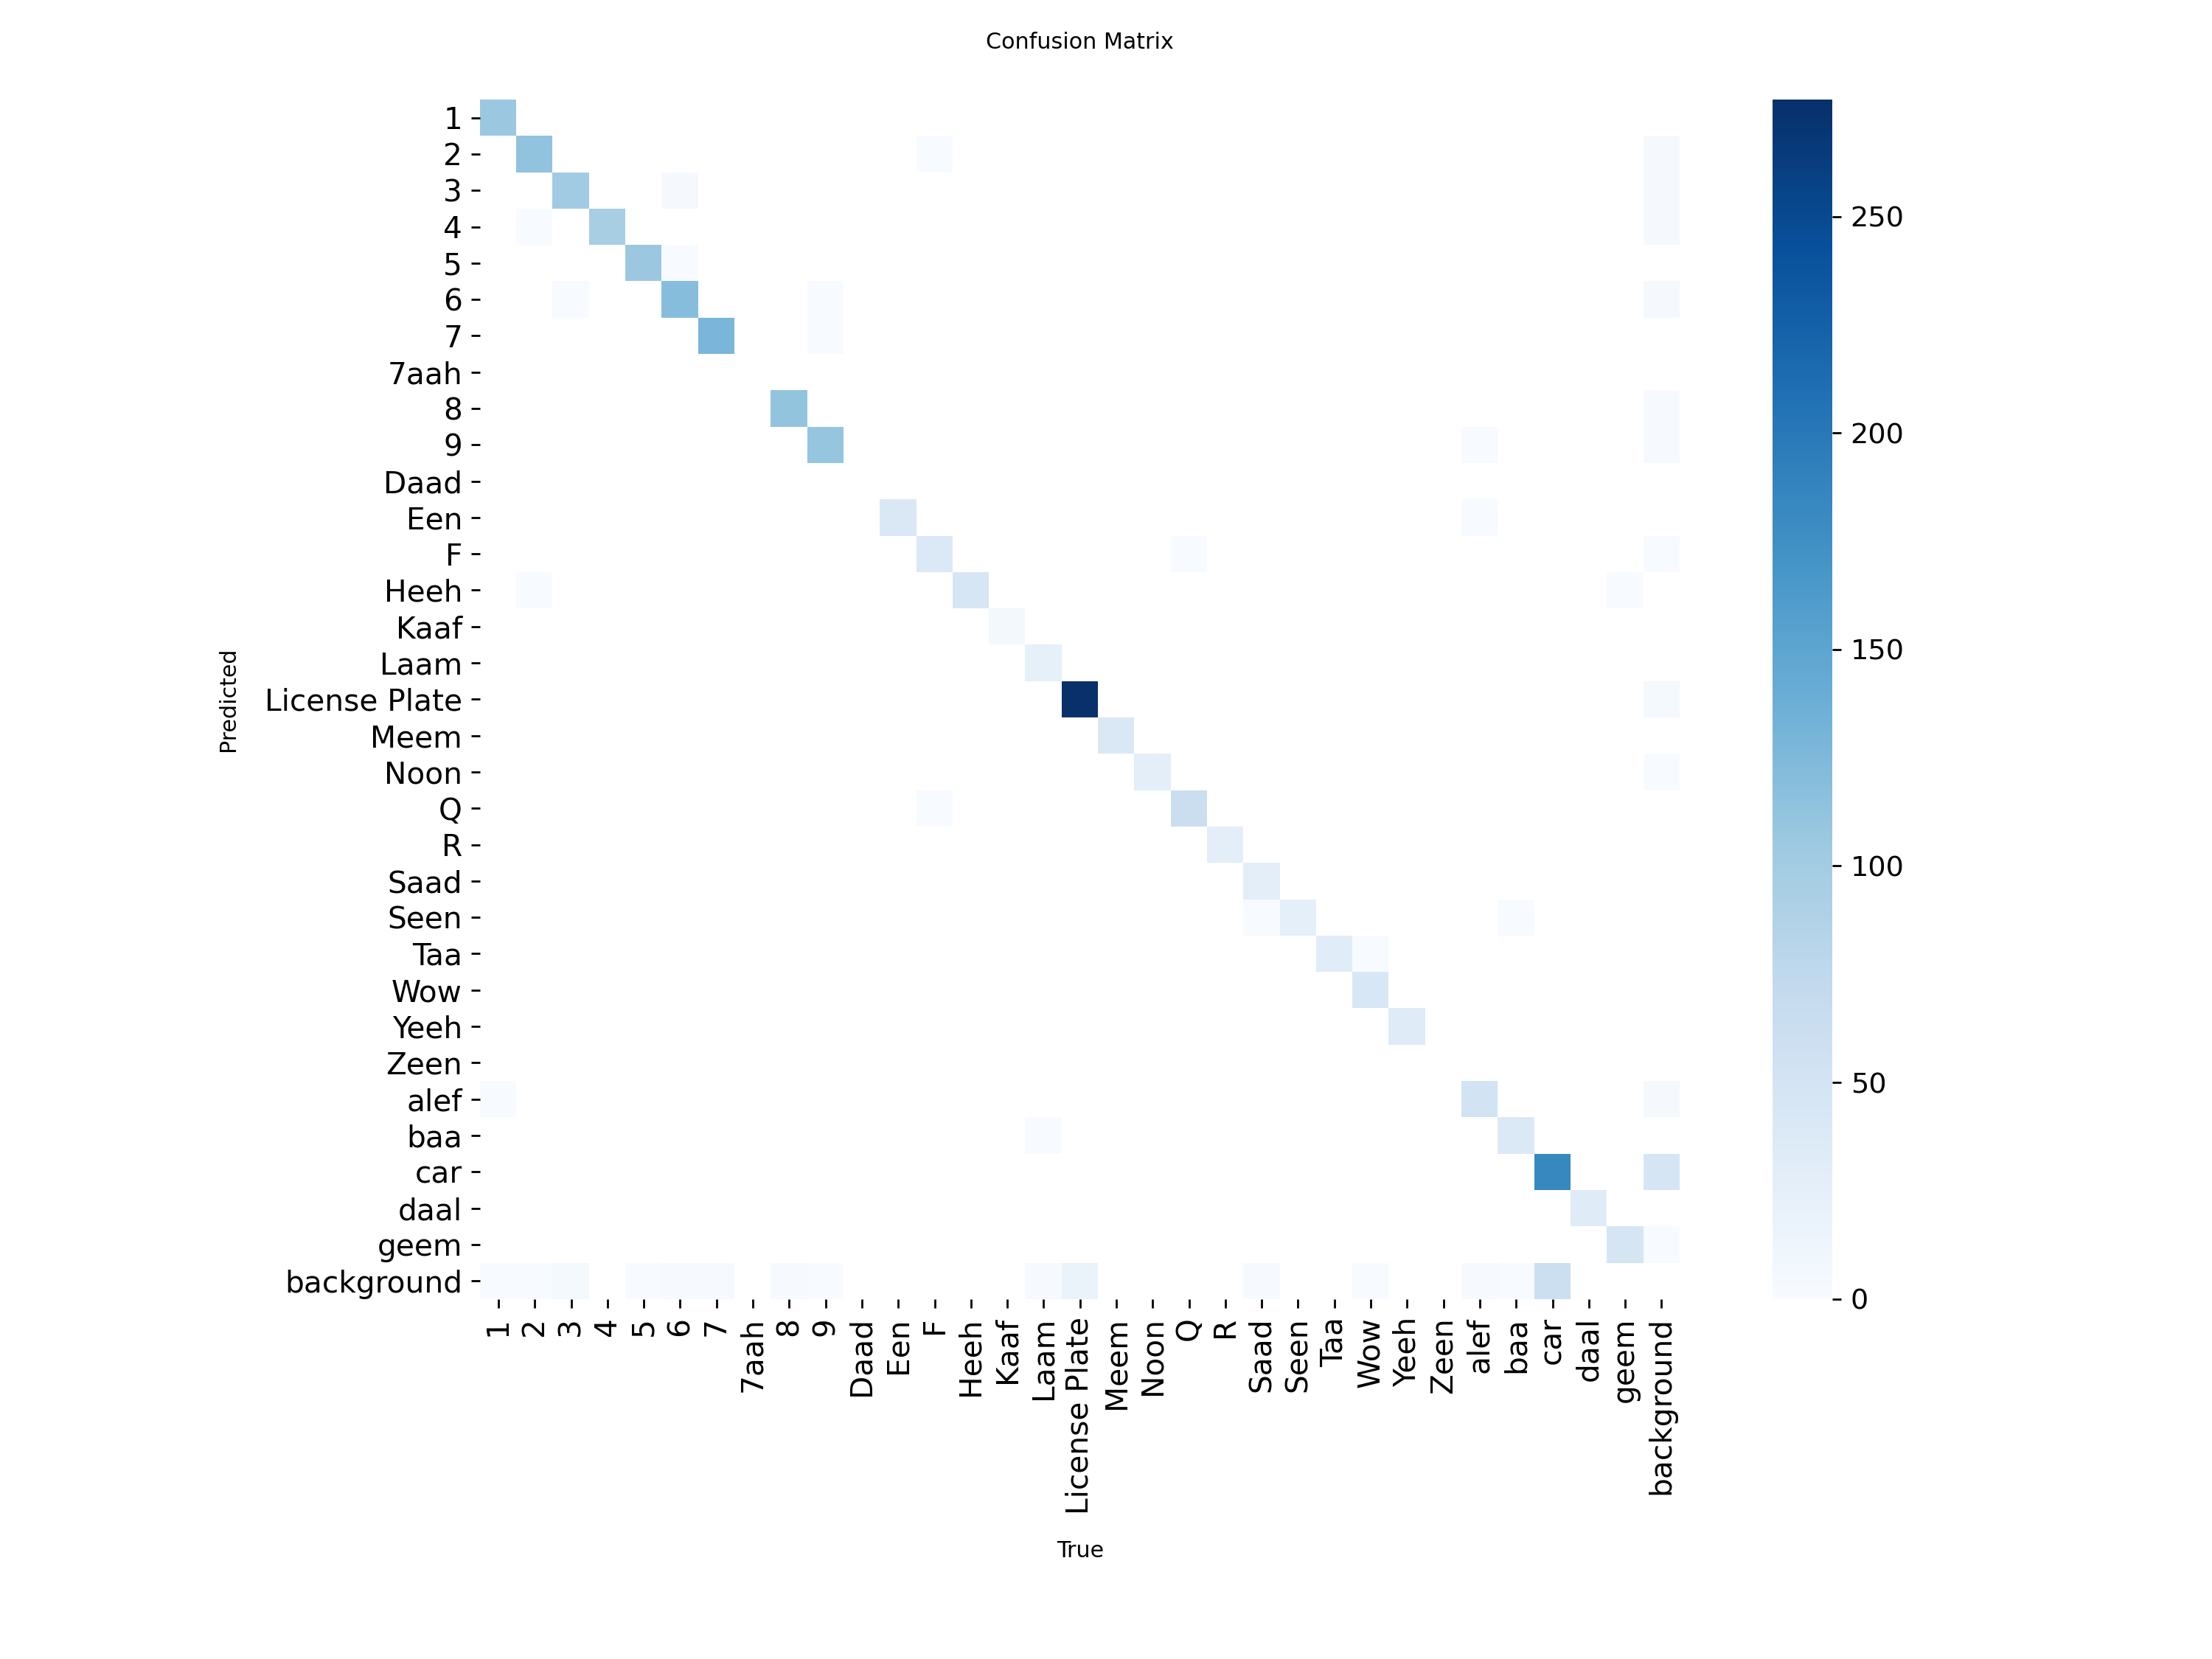 Confusion Matrix
1
2
3
4
5
6
7
7aah
8
9
Daad
Een
F
Heeh
Kaaf
Laam
License Plate
Meem
Noon
Q
R
Saad
Seen
Taa
Wow
Yeeh
Zeen
alef
baa
car
daal
geem
background
Predicted
1
2
3
4
5
6
7
7aah
8
9
Daad
Een
F
Heeh
Kaaf
Laam
License Plate
Meem
Noon
Q
R
Saad
Seen
Taa
Wow
Yeeh
Zeen
alef
baa
car
daal
geem
background
True
250
200
150
100
50
0